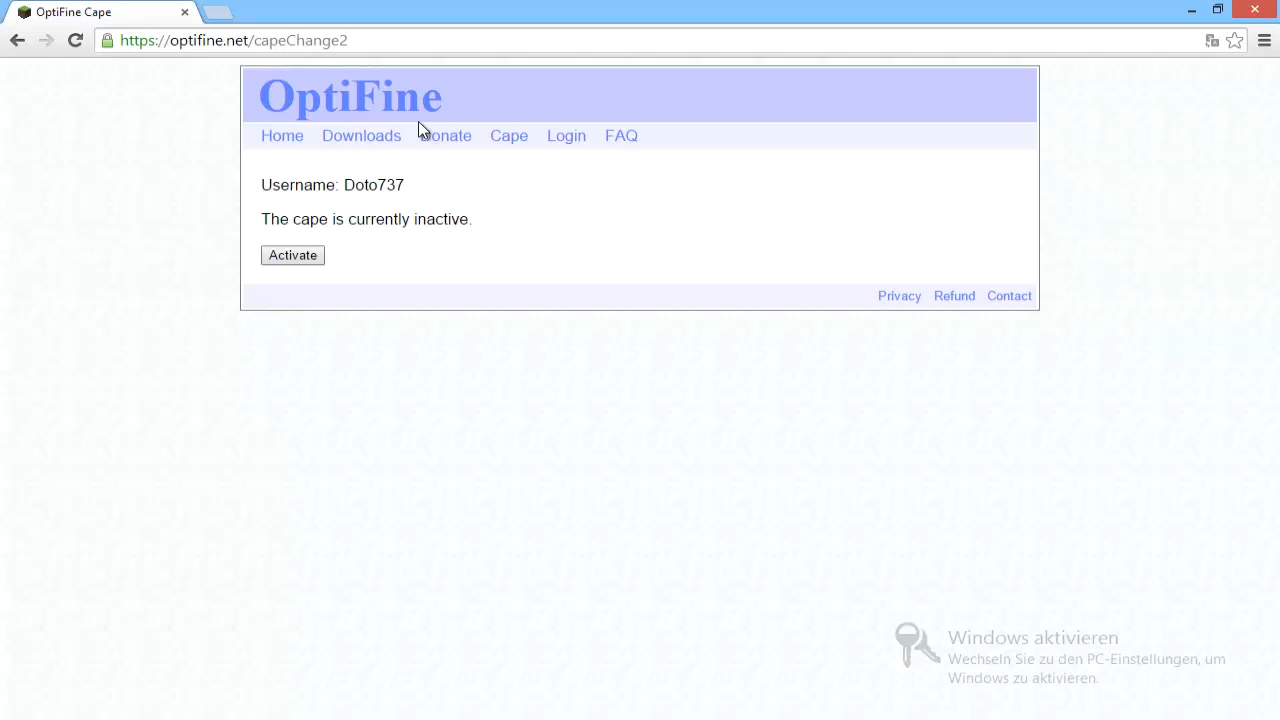 OptiFine Cape
https://optifine.net/capeChange2
OptiFine
Home Downloads Donate Cape Login FAQ
Username: Doto737
The cape is currently inactive.
Activate
Privacy Refund Contact
Windows aktivieren
Wechseln Sie zu den PC-Einstellungen, um
Windows zu aktivieren.